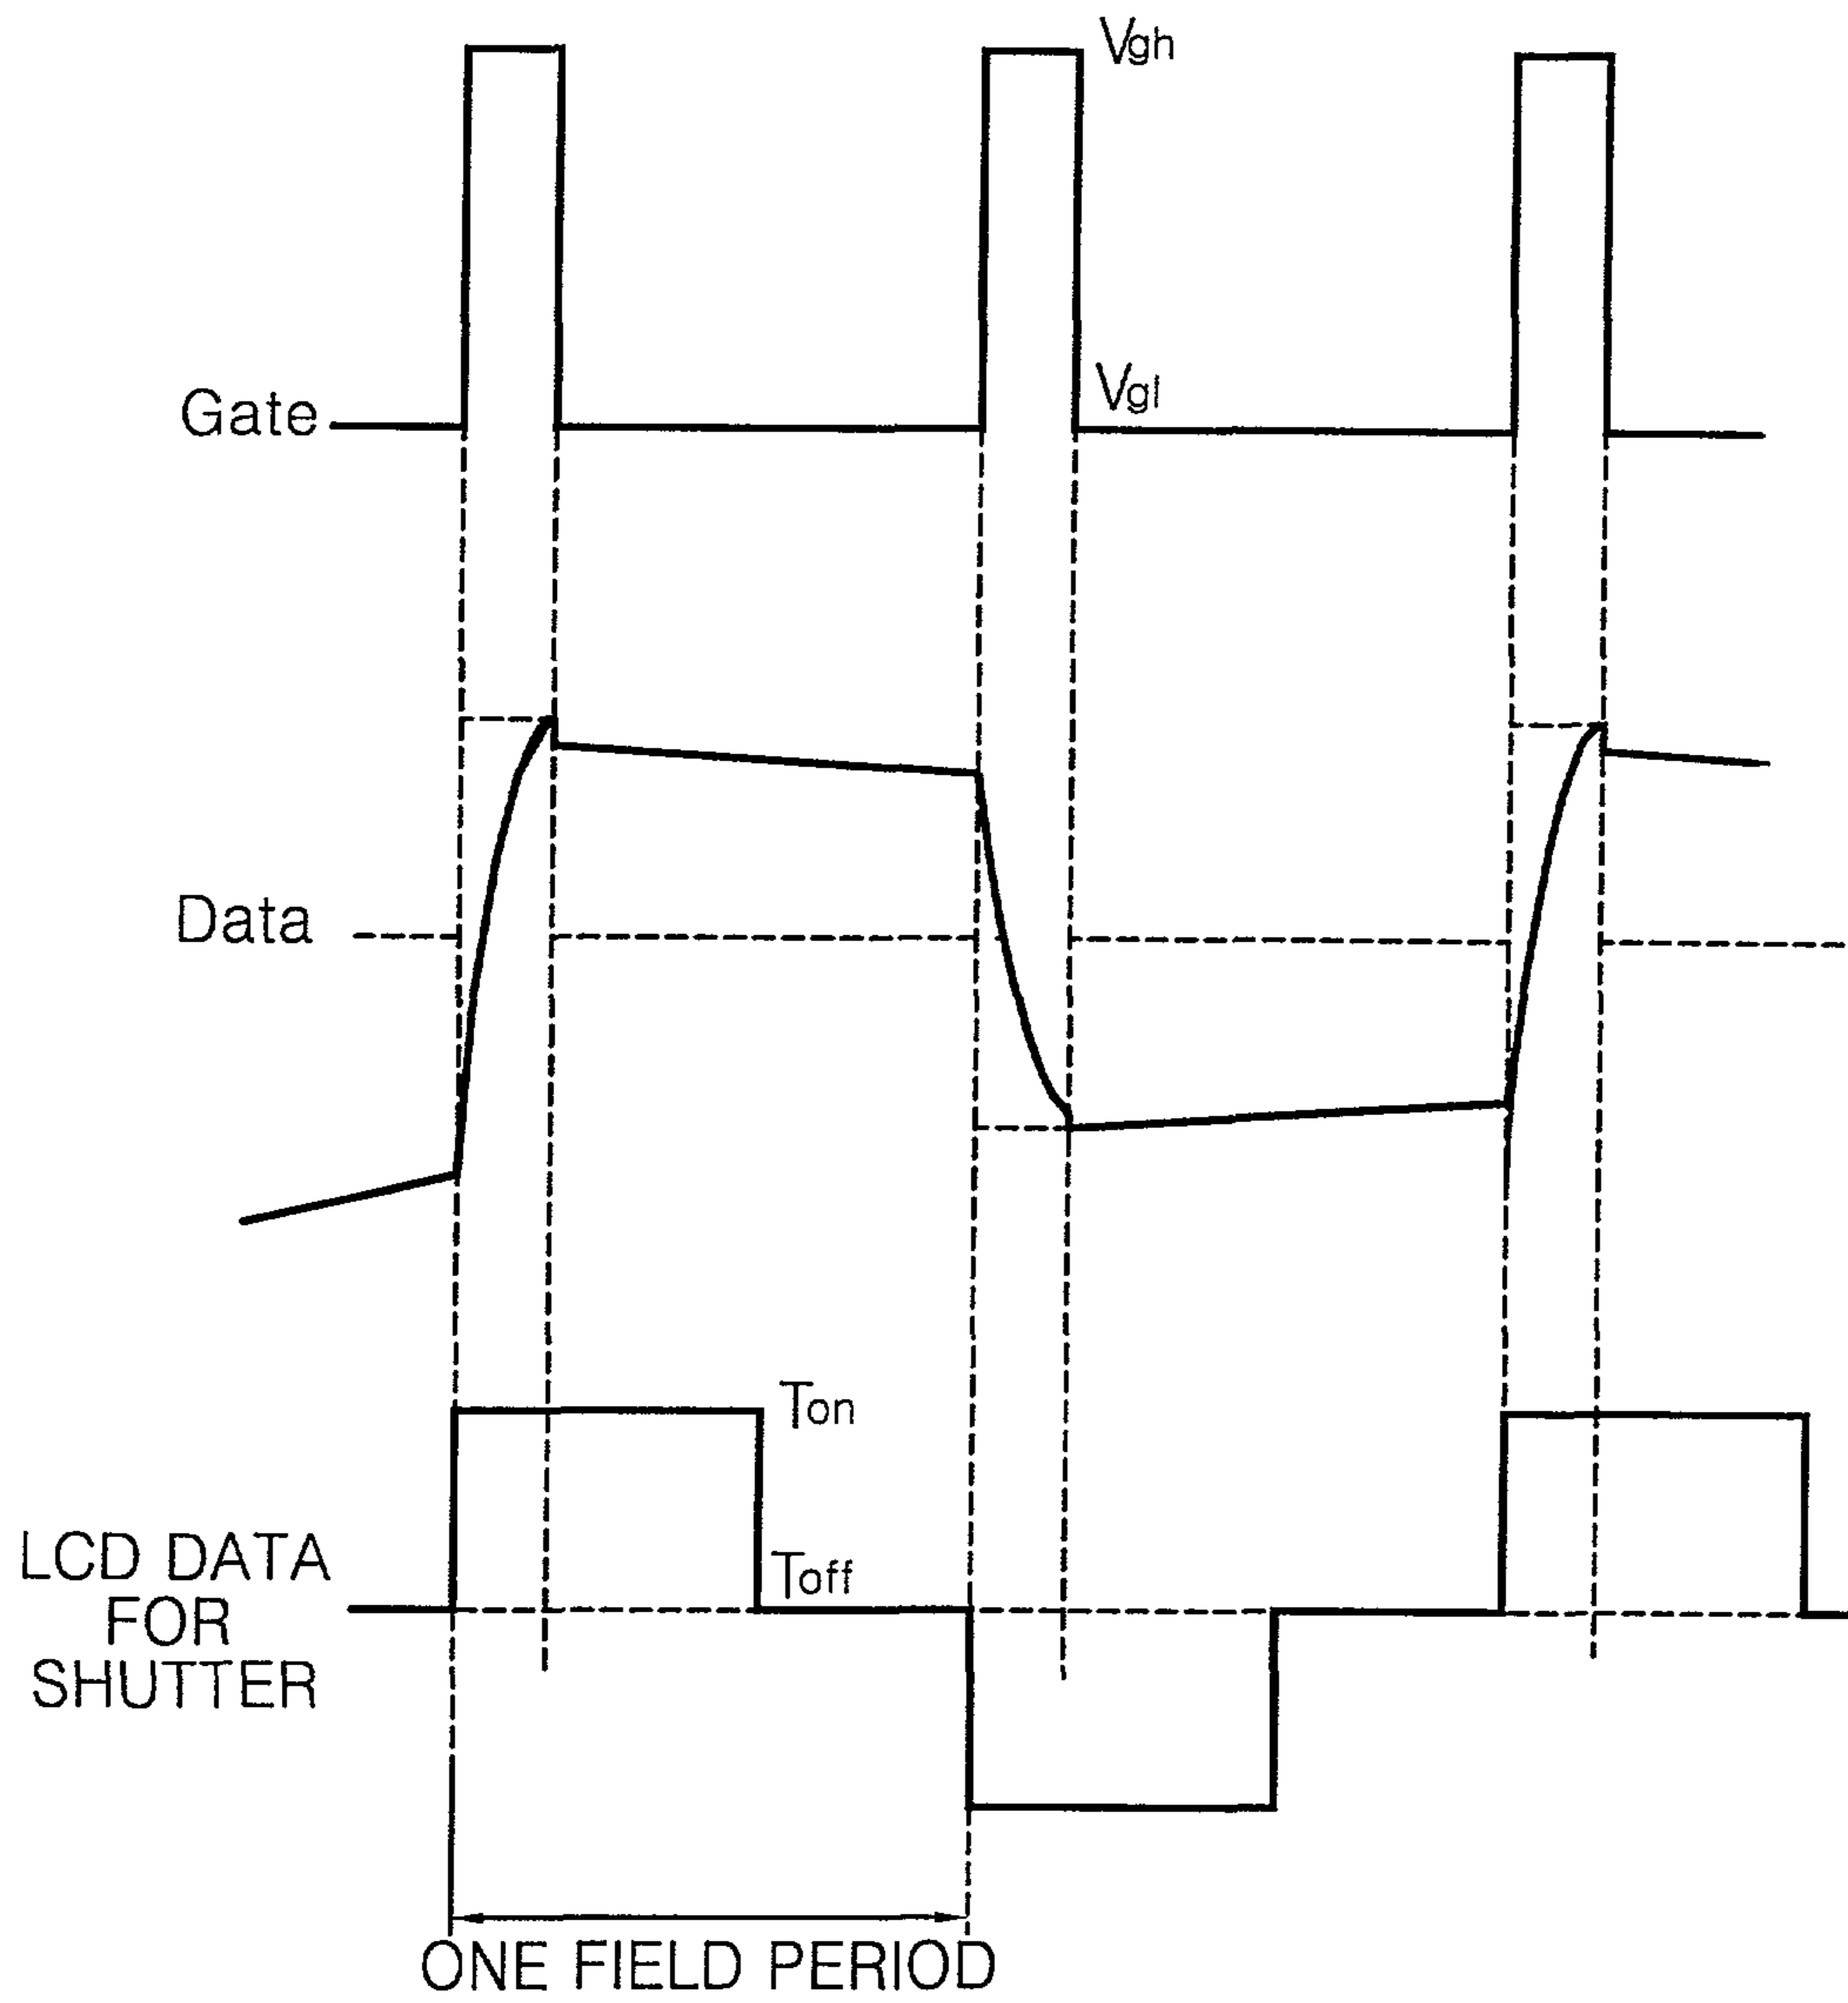 Vgh
Vgl
Gate
Data
Ton
Toff
LCD DATA
FOR
SHUTTER
ONE FIELD PERIOD